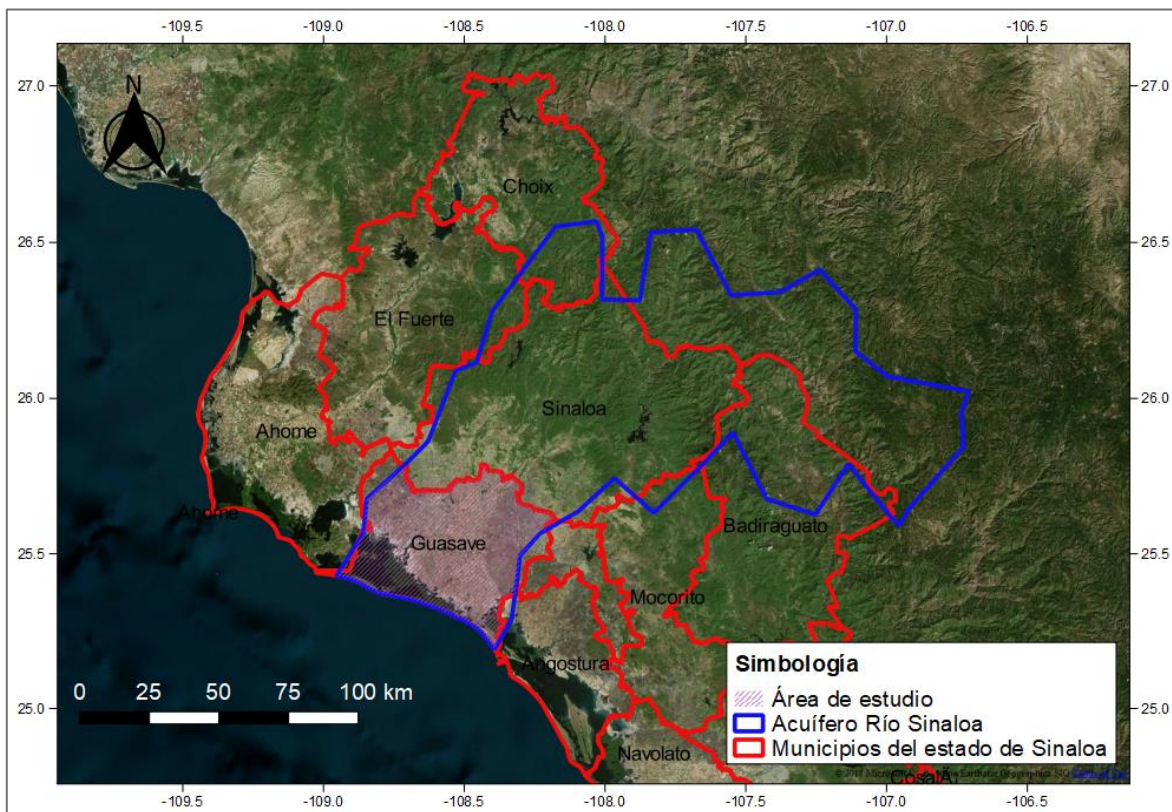 -109.5 -109.0 -108.5 -108.0 -107.5 -107.0 -106.5
27.0 27.0
N
Choix
26.5 26.5
El Fuerte
26.0 26.0
Sinaloa
Ahome
Ahome
Badiraguato
25.5 Guasave 25.5
Mocorito
Angostura
Simbología
0 25 50 75 100 km
Área de estudio
25.0 25.0
Acuífero Río Sinaloa
Navolato
Municipios del estado de Sinaloa
-109.5 -109.0 -108.5 -108.0 -107.5 -107.0 -106.5